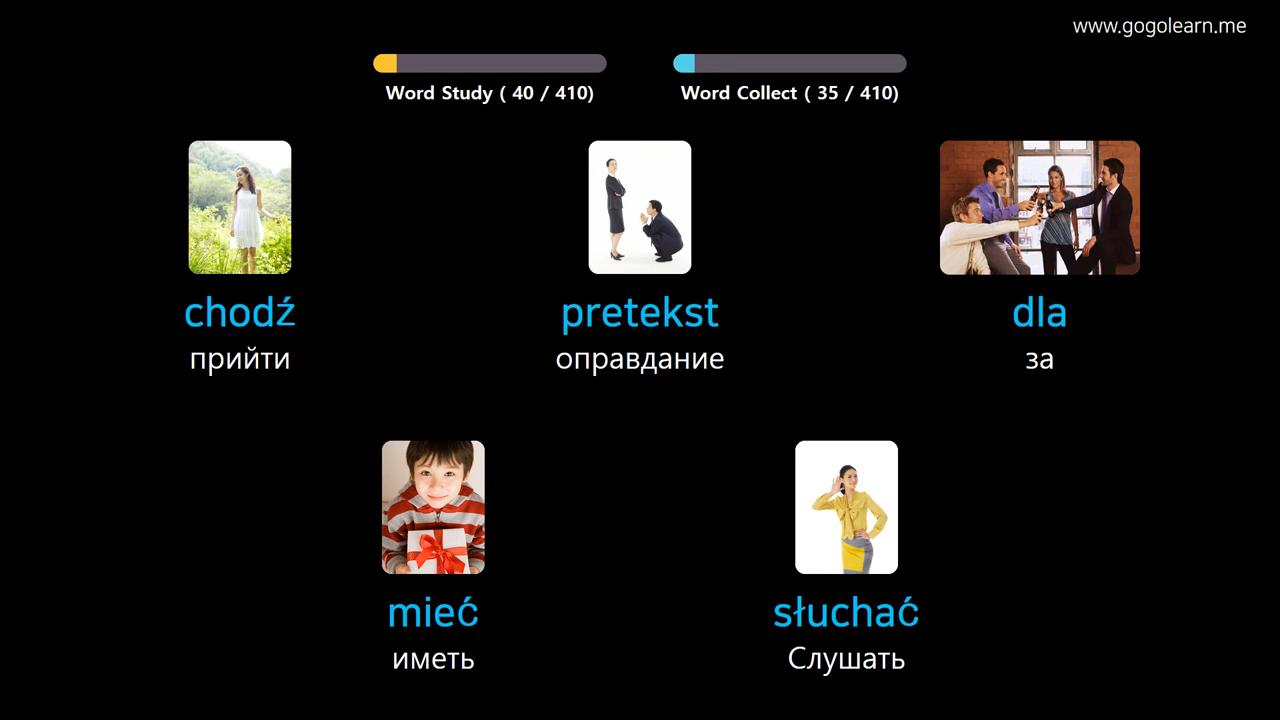 www.gogolearn.me
Word Study ( 40 / 410)
Word Collect ( 35 / 410)
chodź
прийти
pretekst
оправдание
dla
за
mieć
иметь
słuchać
Слушать